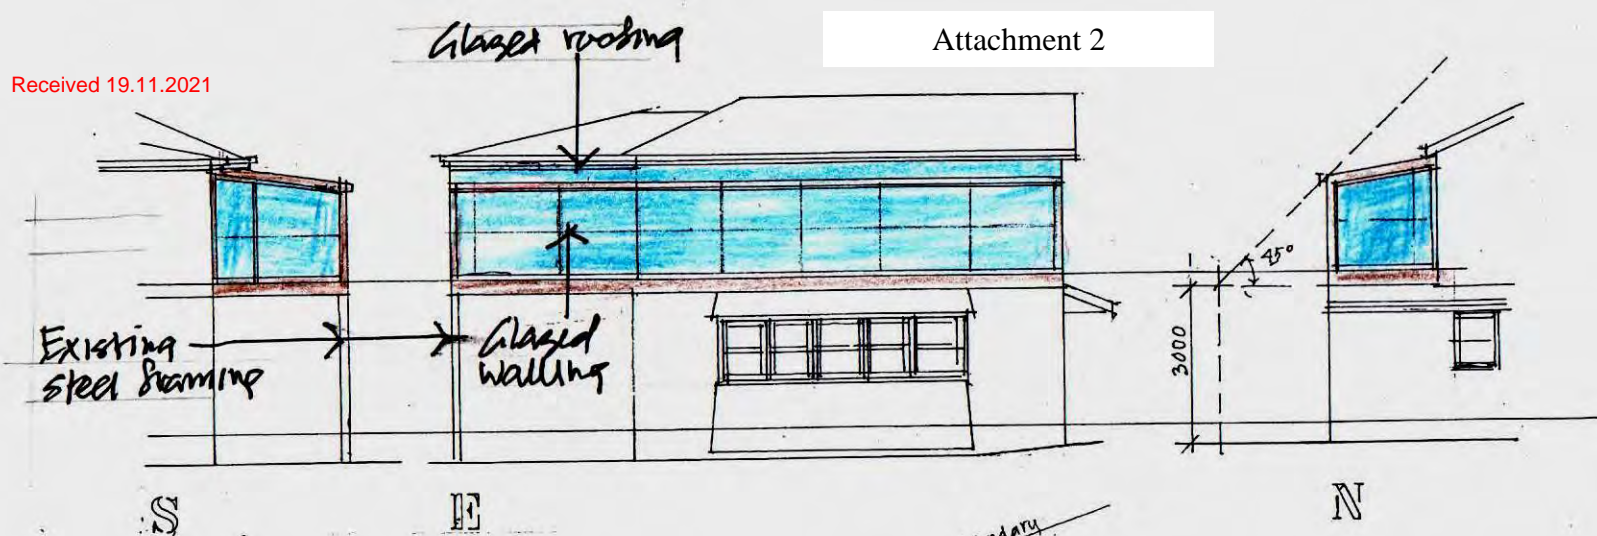 Glazed roofing
Attachment 2
Received 19.11.2021
45°
3000
Existing
steel framing
Glazed
walling
S
E
N